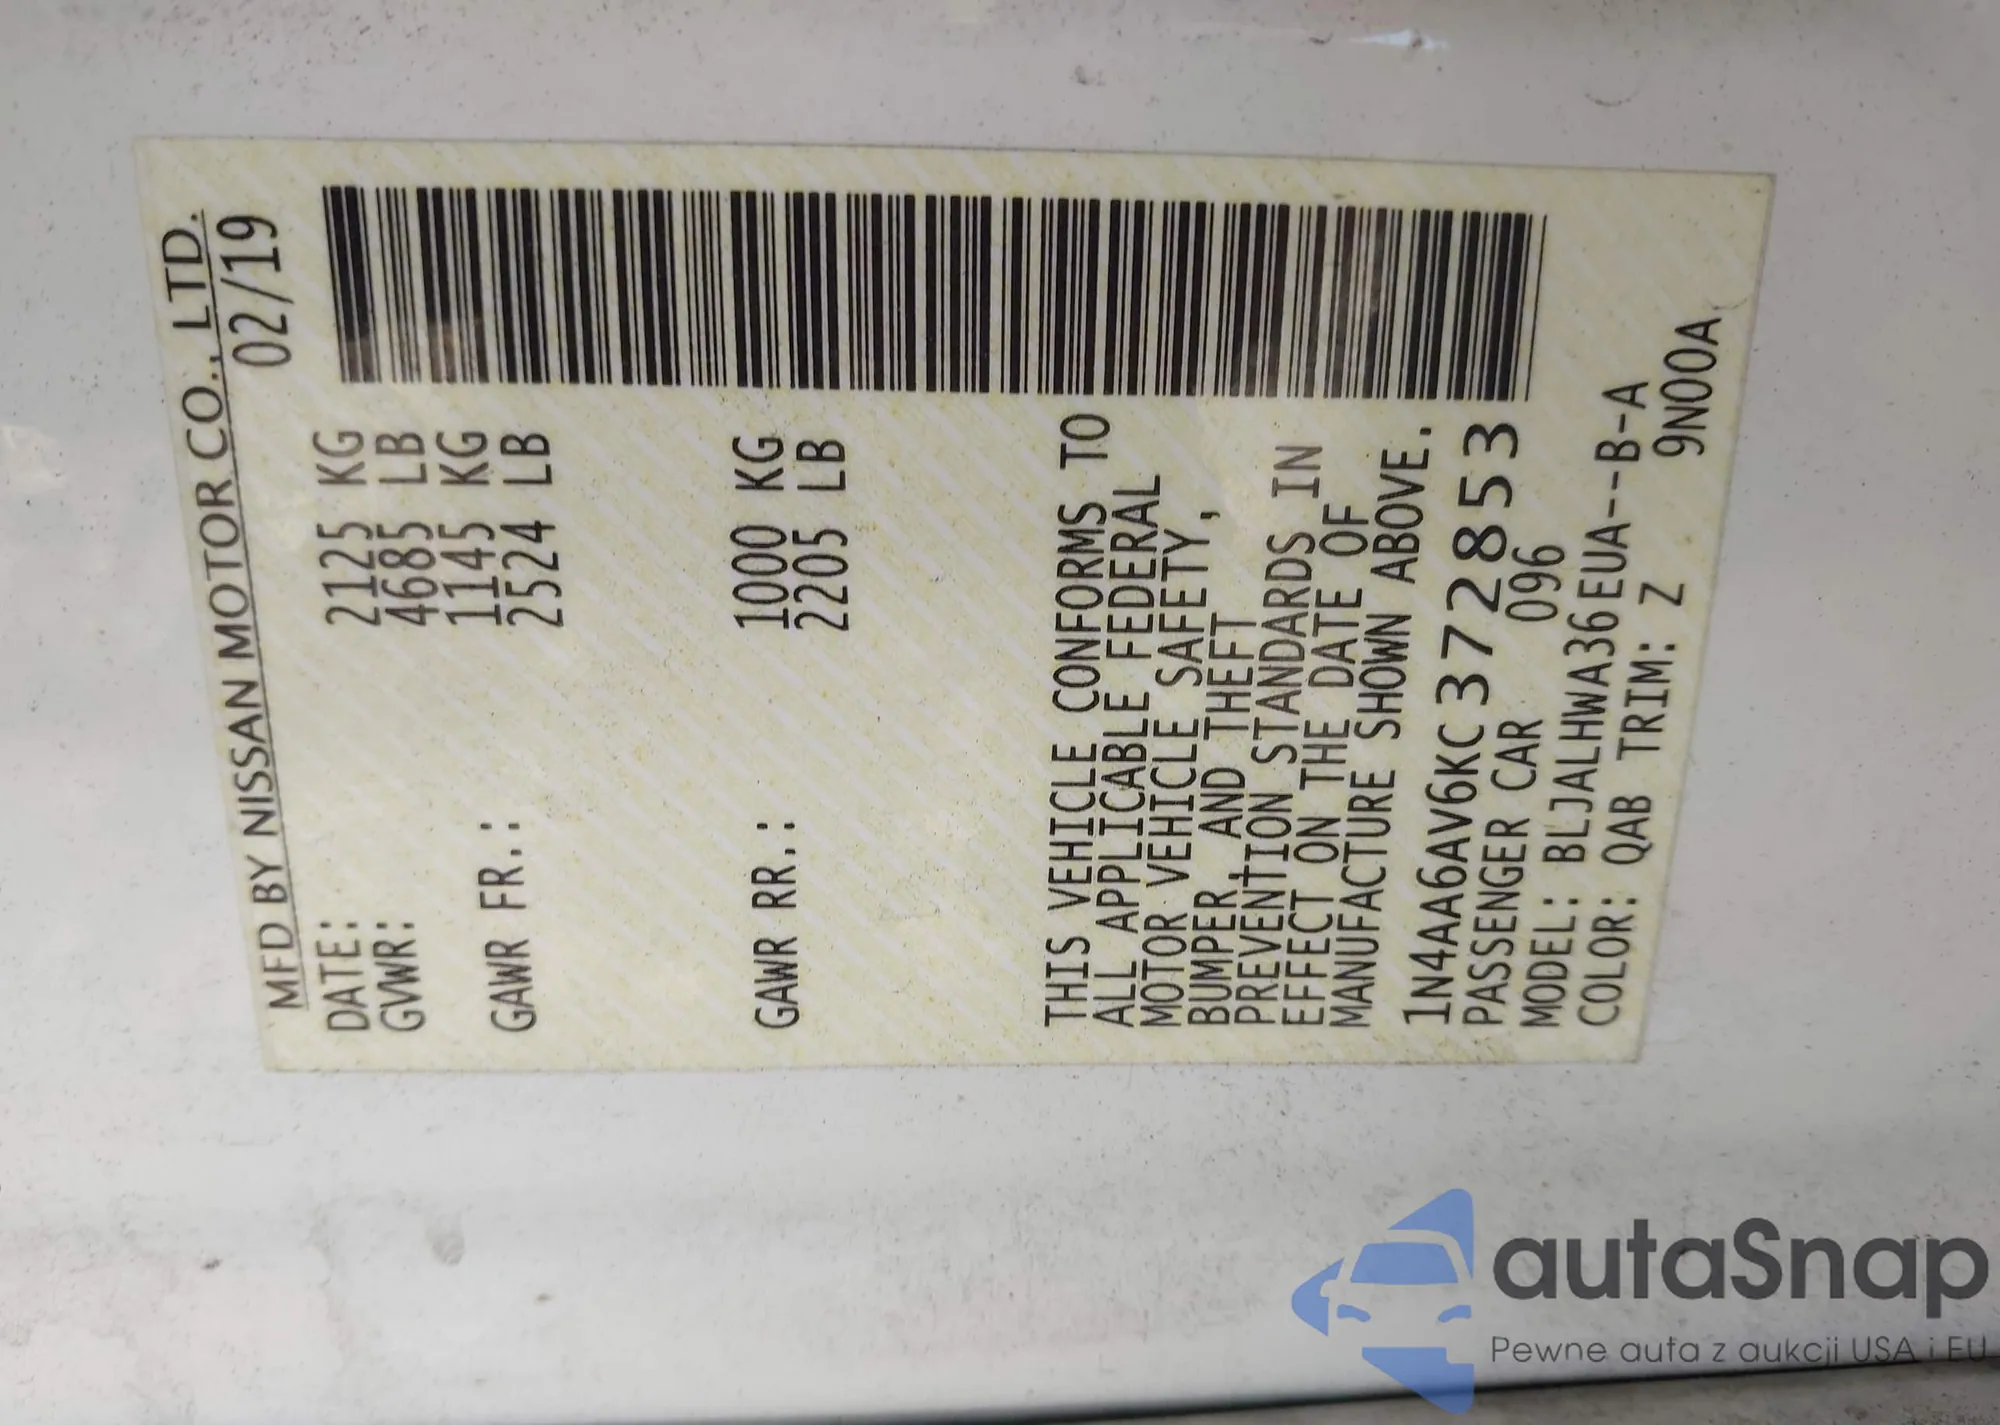 MFD BY NISSAN MOTOR CO., LTD.
DATE: 02/19
GVWR: 2125 KG
4685 LB
GAWR FR.: 1145 KG
2524 LB
GAWR RR.: 1000 KG
2205 LB
THIS VEHICLE CONFORMS TO
ALL APPLICABLE FEDERAL
MOTOR VEHICLE SAFETY,
BUMPER, AND THEFT
PREVENTION STANDARDS IN
EFFECT ON THE DATE OF
MANUFACTURE SHOWN ABOVE.
1N4AA6AV6KC372853
PASSENGER CAR 096
MODEL: BLJALHWA36EUA--B-A
COLOR: QAB TRIM: Z 9N00A
autaSnap
Pewne auta z aukcji USA i EU